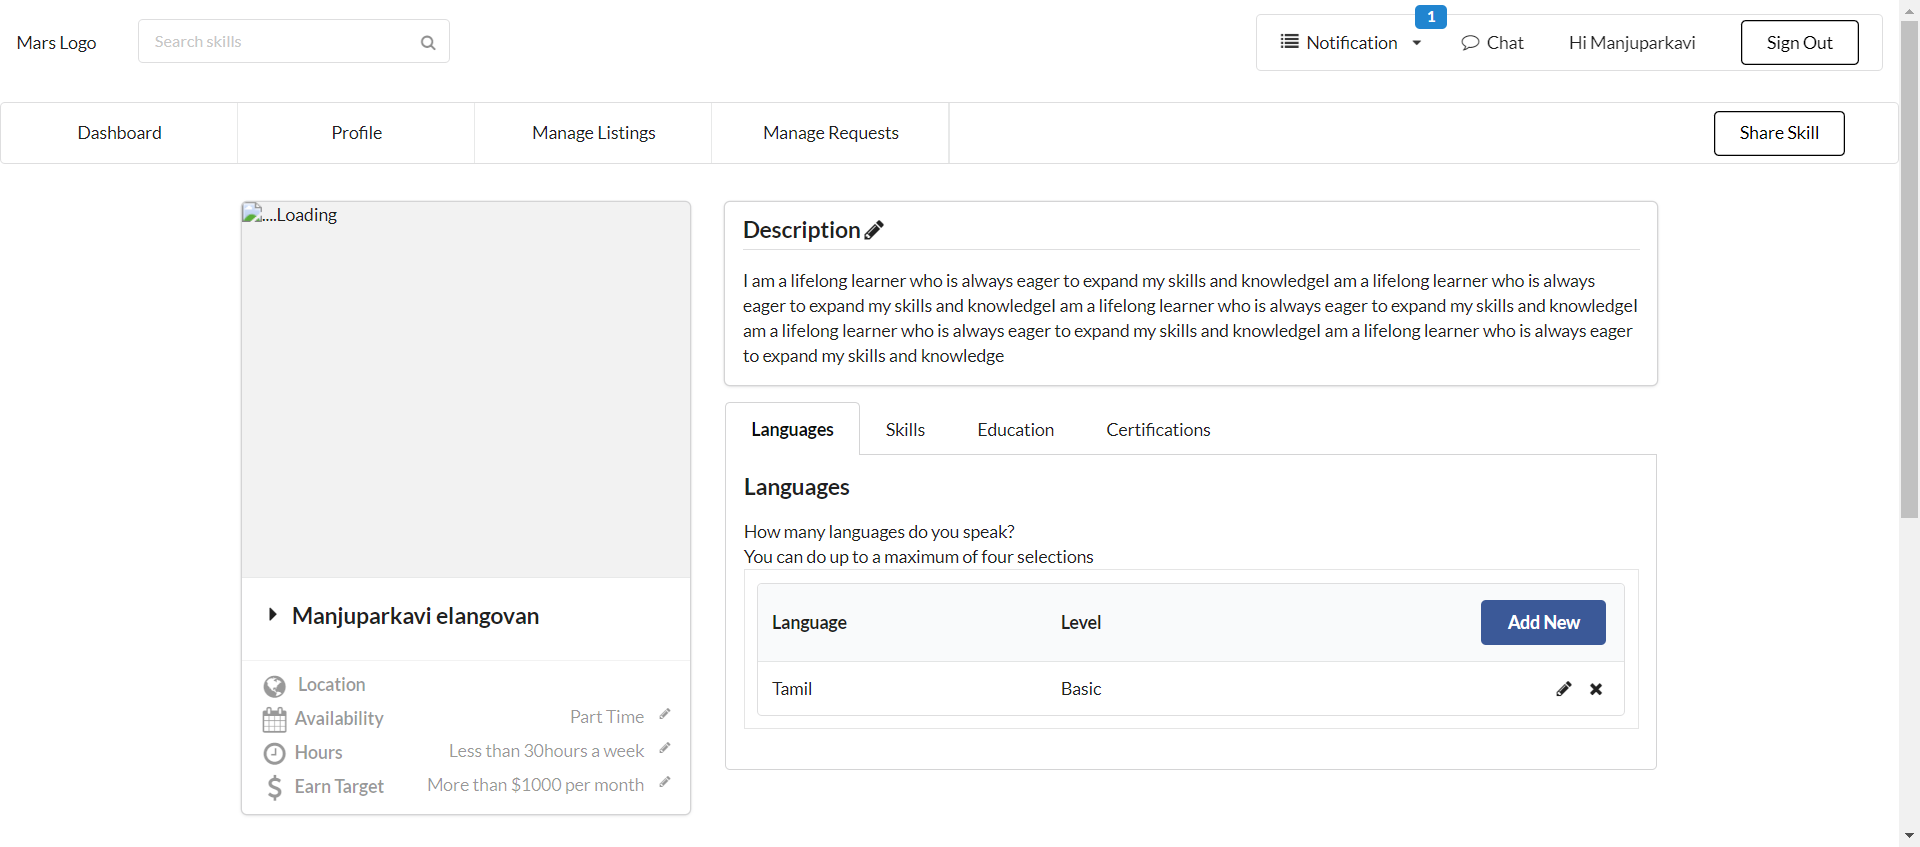 Mars Logo
Search skills
1
Notification
Chat
Hi Manjuparkavi
Sign Out
Dashboard
Profile
Manage Listings
Manage Requests
Share Skill
....Loading
Manjuparkavi elangovan
Location
Availability
Part Time
Hours
Less than 30hours a week
Earn Target
More than $1000 per month
Description
I am a lifelong learner who is always eager to expand my skills and knowledgeI am a lifelong learner who is always
eager to expand my skills and knowledgeI am a lifelong learner who is always eager to expand my skills and knowledgeI
am a lifelong learner who is always eager to expand my skills and knowledgeI am a lifelong learner who is always eager
to expand my skills and knowledge
Languages
Skills
Education
Certifications
Languages
How many languages do you speak?
You can do up to a maximum of four selections
Language
Level
Add New
Tamil
Basic